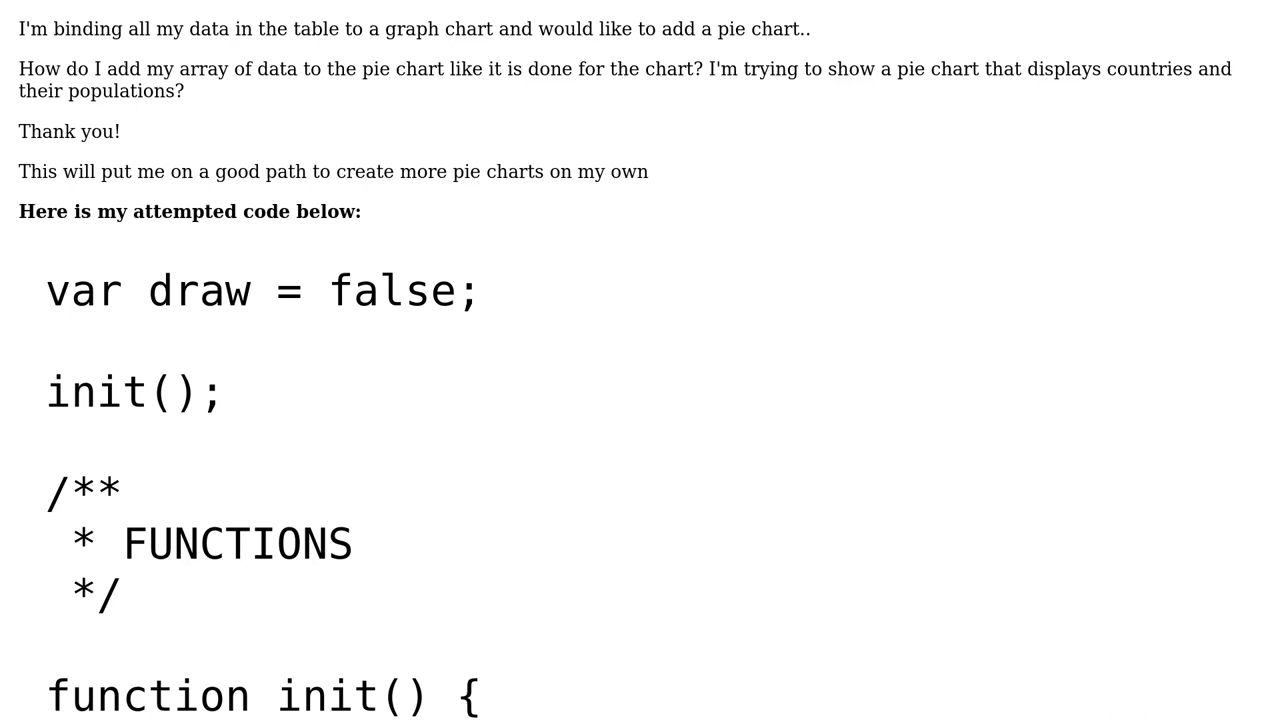 I'm binding all my data in the table to a graph chart and would like to add a pie chart..
How do I add my array of data to the pie chart like it is done for the chart? I'm trying to show a pie chart that displays countries and
their populations?
Thank you!
This will put me on a good path to create more pie charts on my own
Here is my attempted code below:
var draw = false;
init();
/**
 * FUNCTIONS
 */
function init() {